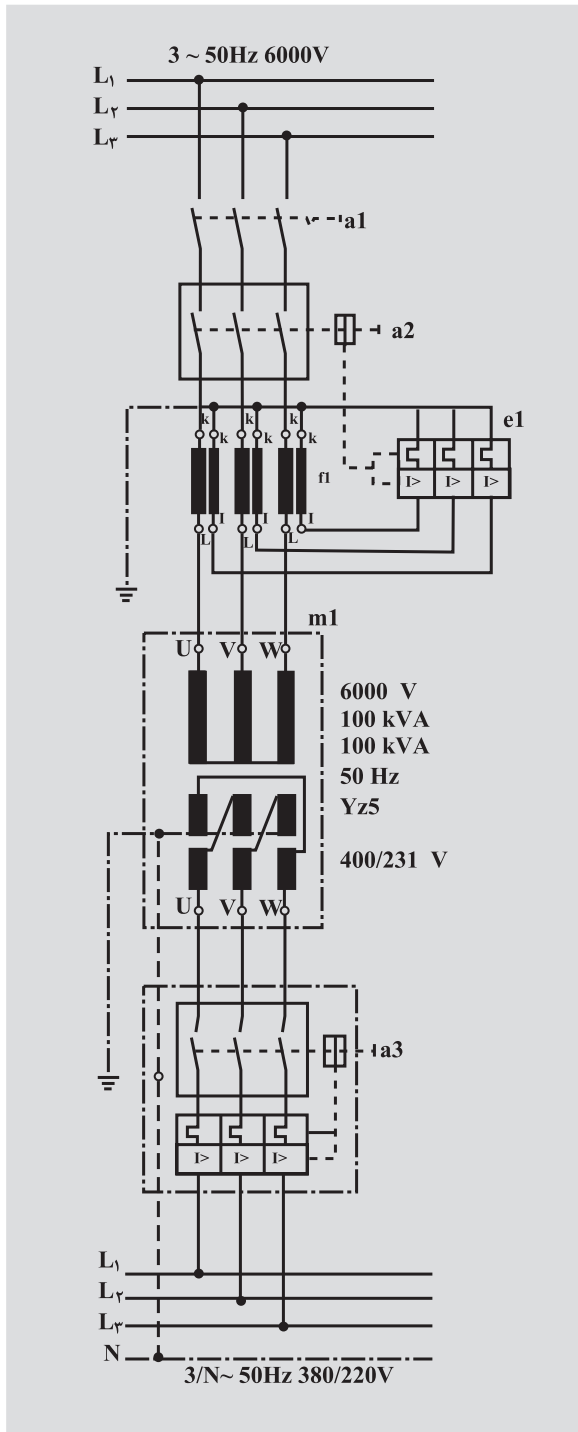 3 ~ 50Hz 6000V
L۱
L۲
L۳
a1
a2
e1
k k k
k k k
f1
I> I> I>
I I I
L L L
m1
U V W
6000 V
100 kVA
100 kVA
50 Hz
Yz5
400/231 V
U V W
a3
I> I> I>
L۱
L۲
L۳
N
3/N~ 50Hz 380/220V